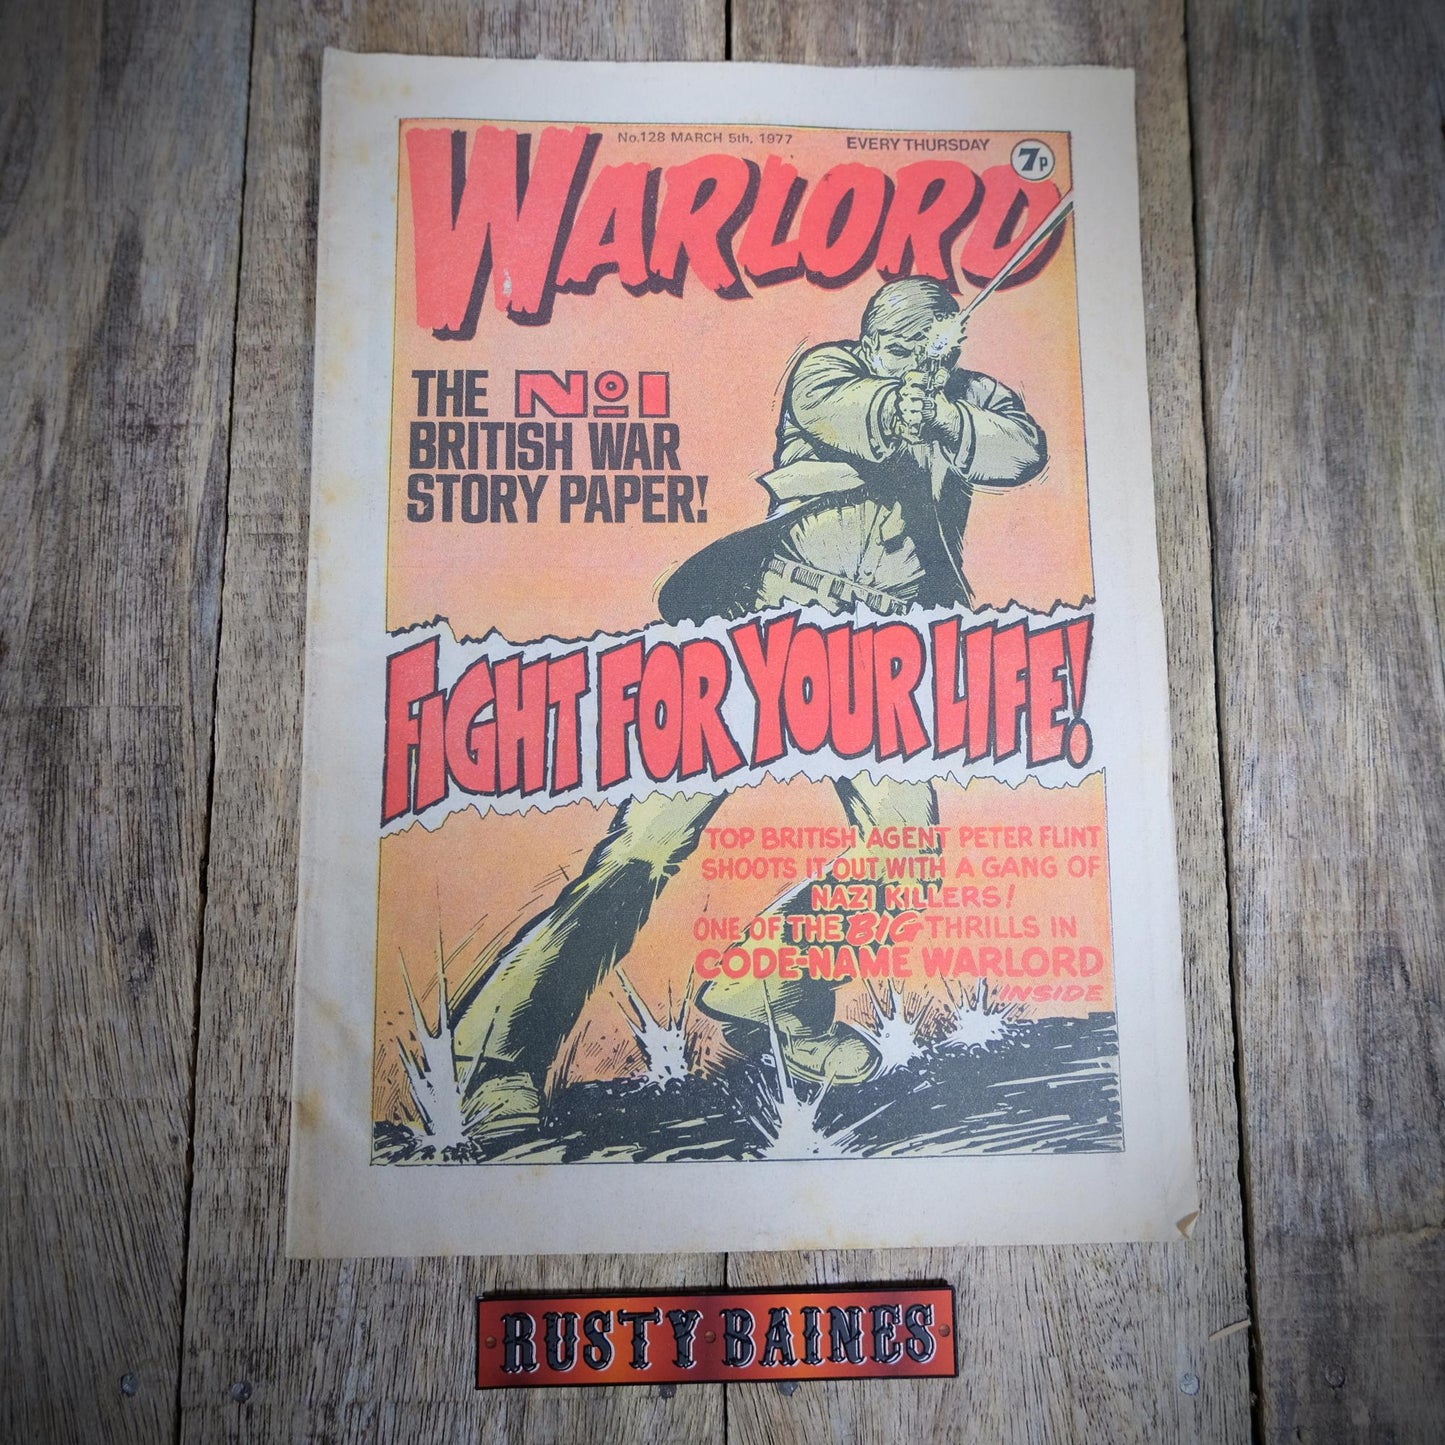 No.128 MARCH 5th, 1977
EVERY THURSDAY
7p
WARLORD
THE No1
BRITISH WAR
STORY PAPER!
FIGHT FOR YOUR LIFE!
TOP BRITISH AGENT PETER FLINT
SHOOTS IT OUT WITH A GANG OF
NAZI KILLERS!
ONE OF THE BIG THRILLS IN
CODE-NAME WARLORD
INSIDE
RUSTY BAINES